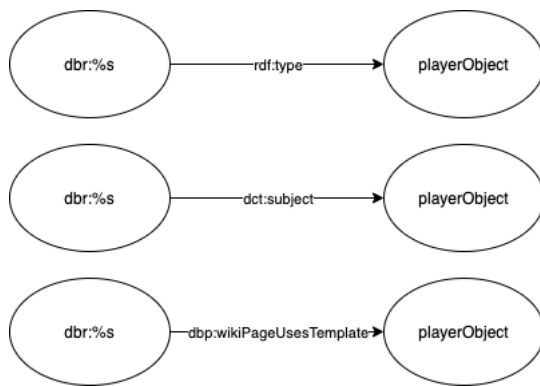 dbr:%s rdf:type playerObject
dbr:%s dct:subject playerObject
dbr:%s dbp:wikiPageUsesTemplate playerObject